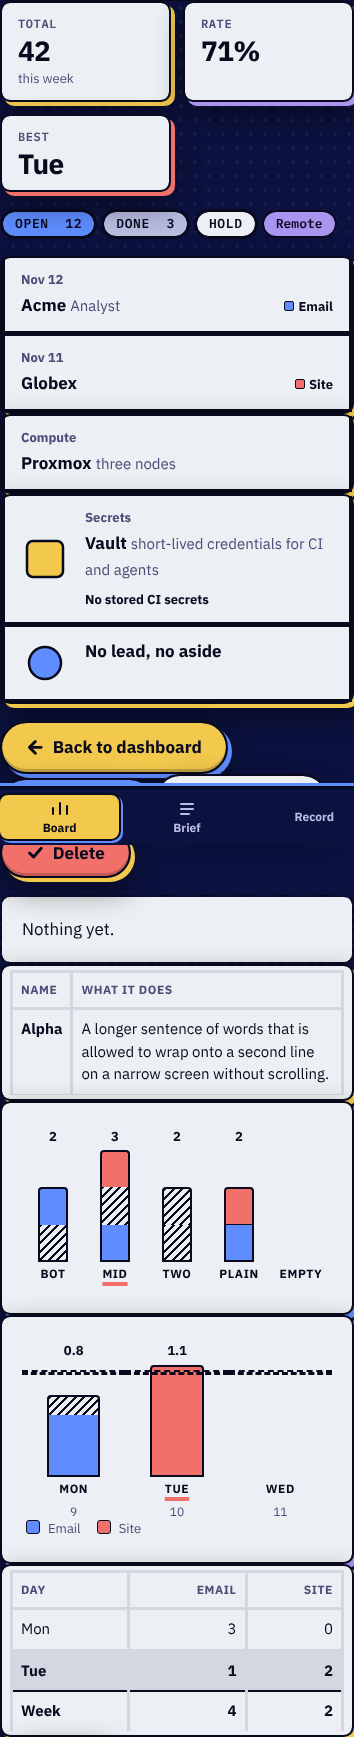 TOTAL
42
this week
RATE
71%
BEST
Tue
OPEN 12 DONE 3 HOLD Remote
Nov 12
Acme Analyst Email
Nov 11
Globex Site
Compute
Proxmox three nodes
Secrets
Vault short-lived credentials for CI
and agents
No stored CI secrets
No lead, no aside
Back to dashboard
Board Brief Record
Delete
Nothing yet.
NAME WHAT IT DOES
Alpha A longer sentence of words that is
allowed to wrap onto a second line
on a narrow screen without scrolling.
2 3 2 2
BOT MID TWO PLAIN EMPTY
0.8 1.1
MON TUE WED
9 10 11
Email Site
DAY EMAIL SITE
Mon 3 0
Tue 1 2
Week 4 2